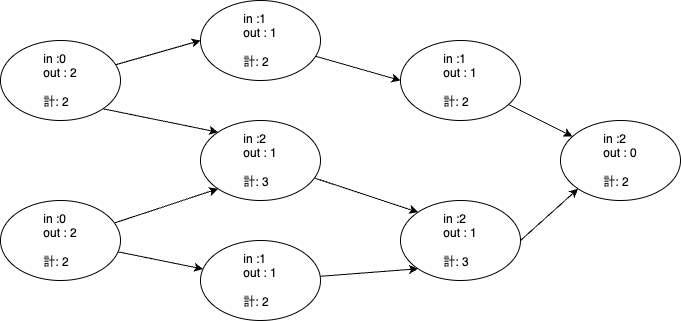 in :0
out : 2
計: 2
in :1
out : 1
計: 2
in :1
out : 1
計: 2
in :2
out : 1
計: 3
in :2
out : 0
計: 2
in :0
out : 2
計: 2
in :1
out : 1
計: 2
in :2
out : 1
計: 3